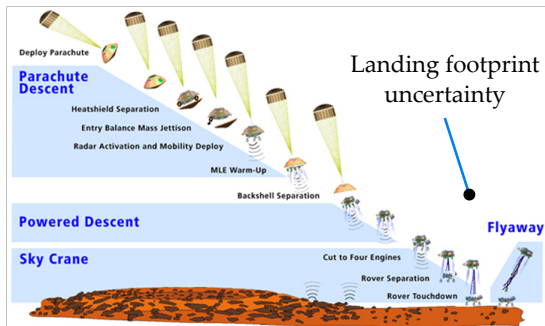 Deploy Parachute
Landing footprint
uncertainty
Parachute
Descent
Heatshield Separation
Entry Balance Mass Jettison
Radar Activation and Mobility Deploy
MLE Warm-Up
Backshell Separation
Powered Descent
Flyaway
Sky Crane
Cut to Four Engines
Rover Separation
Rover Touchdown